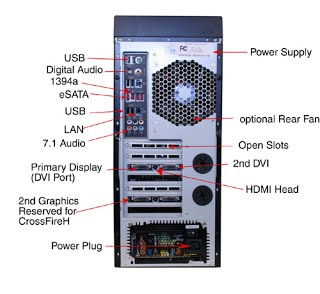 USB
Digital Audio
1394a
eSATA
USB
LAN
7.1 Audio
Primary Display
(DVI Port)
2nd Graphics
Reserved for
CrossFireH
Power Plug
FC
Power Supply
optional Rear Fan
Open Slots
2nd DVI
HDMI Head